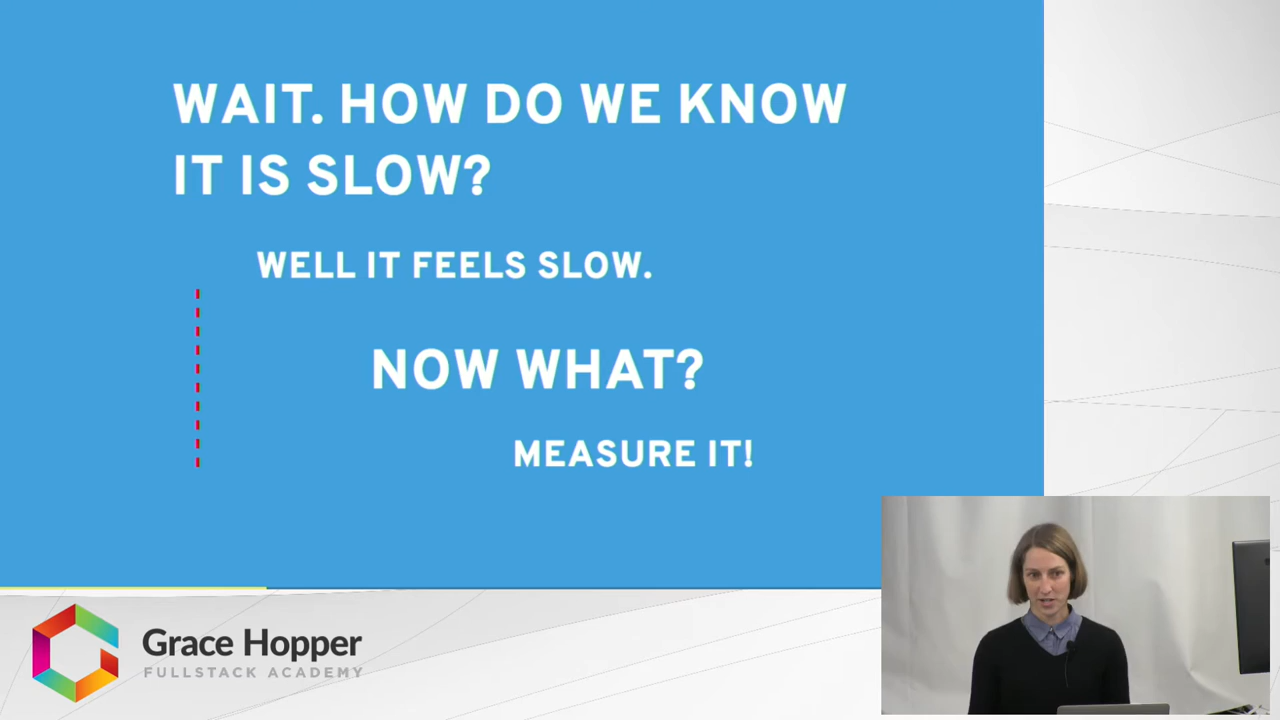 WAIT. HOW DO WE KNOW
IT IS SLOW?
WELL IT FEELS SLOW.
NOW WHAT?
MEASURE IT!
Grace Hopper
FULLSTACK ACADEMY